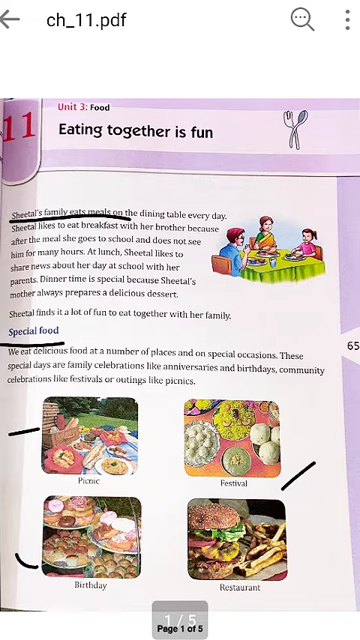 ch_11.pdf
Unit 3: Food
11
Eating together is fun
Sheetal's family eats meals on the dining table every day.
Sheetal likes to eat breakfast with her brother because
after the meal she goes to school and does not see
him for many hours. At lunch, Sheetal likes to
share news about her day at school with her
parents. Dinner time is special because Sheetal's
mother always prepares a delicious dessert.
Sheetal finds it a lot of fun to eat together with her family.
Special food
65
We eat delicious food at a number of places and on special occasions. These
special days are family celebrations like anniversaries and birthdays, community
celebrations like festivals or outings like picnics.
Picnic
Festival
Birthday
Restaurant
1 / 5
Page 1 of 5